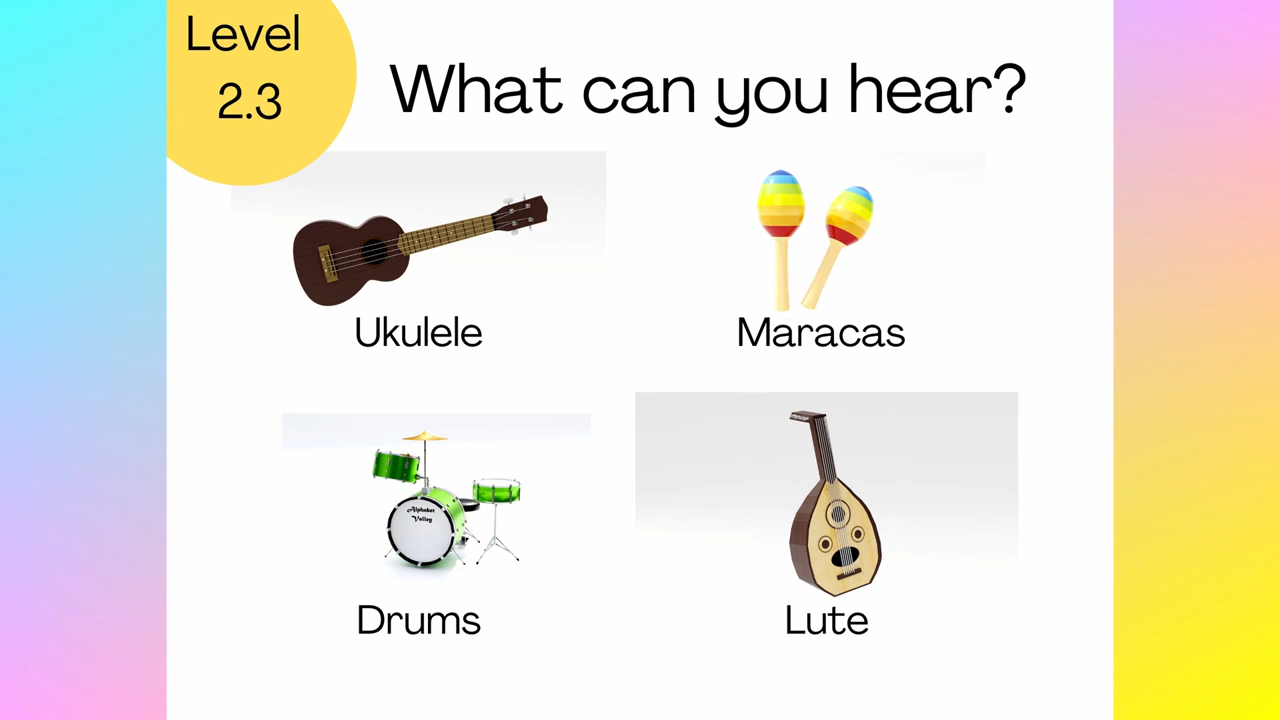 Level
2.3
What can you hear?
Ukulele
Maracas
Alphabet
Valley
Drums
Lute